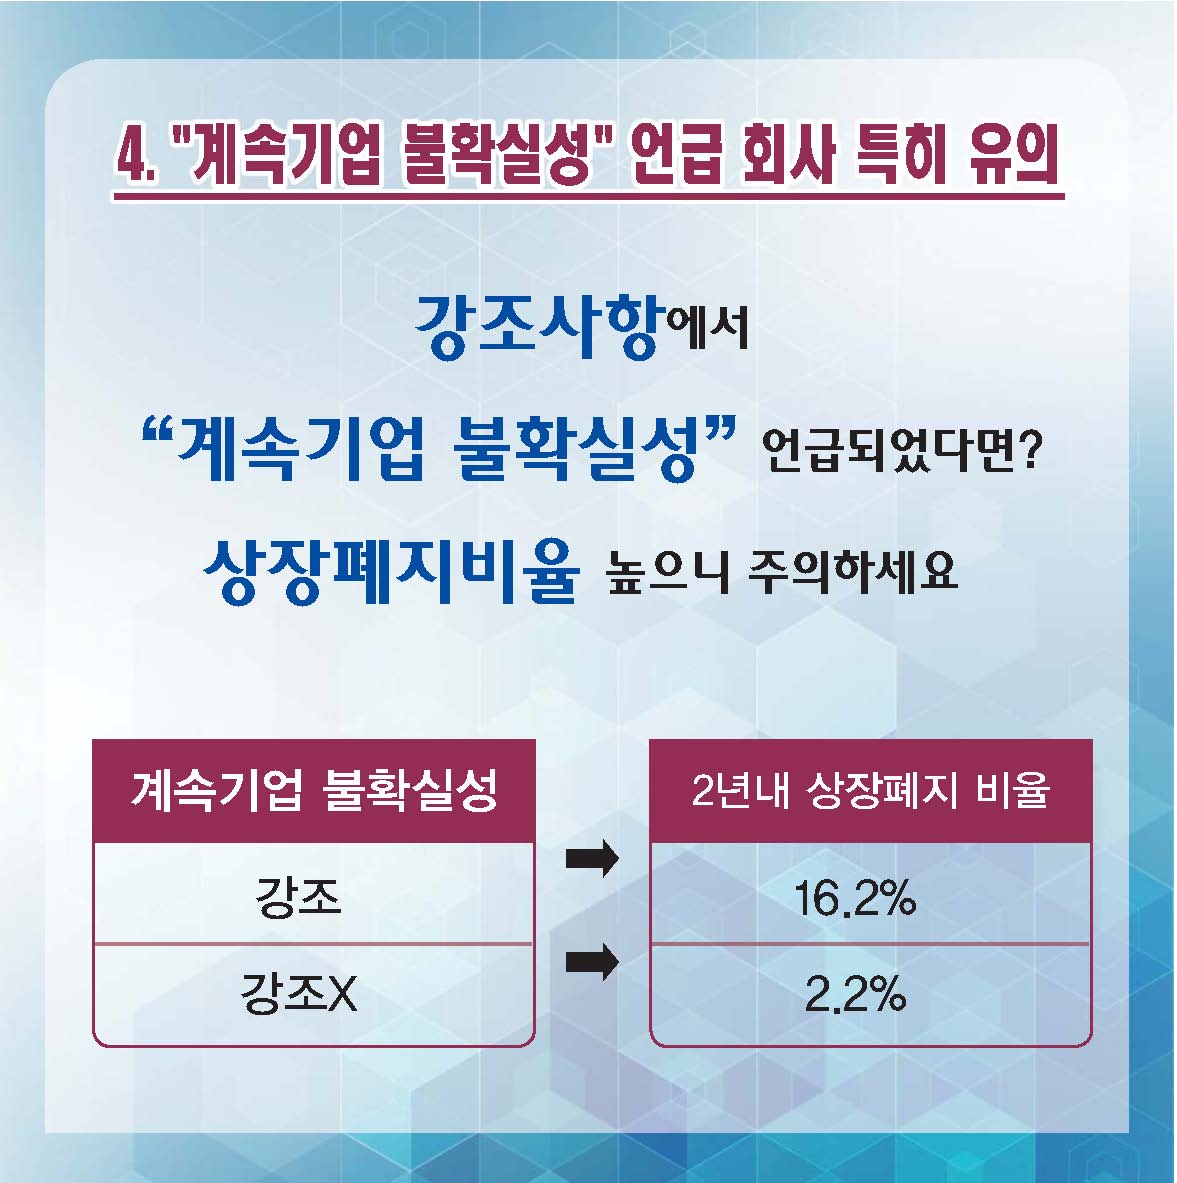 4. "계속기업 불확실성" 언급 회사 특히 유의
강조사항에서
“계속기업 불확실성” 언급되었다면?
상장폐지비율 높으니 주의하세요
계속기업 불확실성
2년내 상장폐지 비율
강조
16.2%
강조X
2.2%